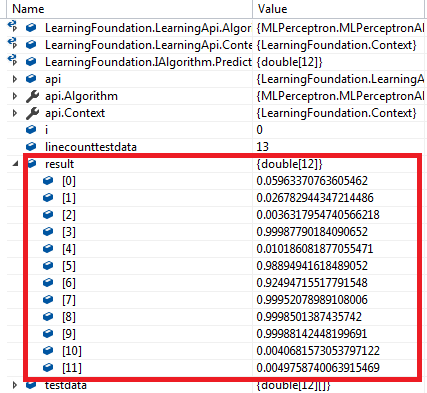 Name Value
LearningFoundation.LearningApi.Algor {MLPerceptron.MLPerceptronAl
LearningFoundation.LearningApi.Conte {LearningFoundation.Context}
LearningFoundation.IAlgorithm.Predict {double[12]}
api {LearningFoundation.LearningA
api.Algorithm {MLPerceptron.MLPerceptronAl
api.Context {LearningFoundation.Context}
i 0
linecounttestdata 13
result {double[12]}
[0] 0.05963370763605462
[1] 0.026782944347214486
[2] 0.0036317954740566218
[3] 0.99987790184090652
[4] 0.010186081877055471
[5] 0.98894941618489052
[6] 0.92494715517791548
[7] 0.99952078989108006
[8] 0.9998501387435742
[9] 0.99988142448199691
[10] 0.0040681573053797122
[11] 0.0049758740063915469
testdata {double[12][]}